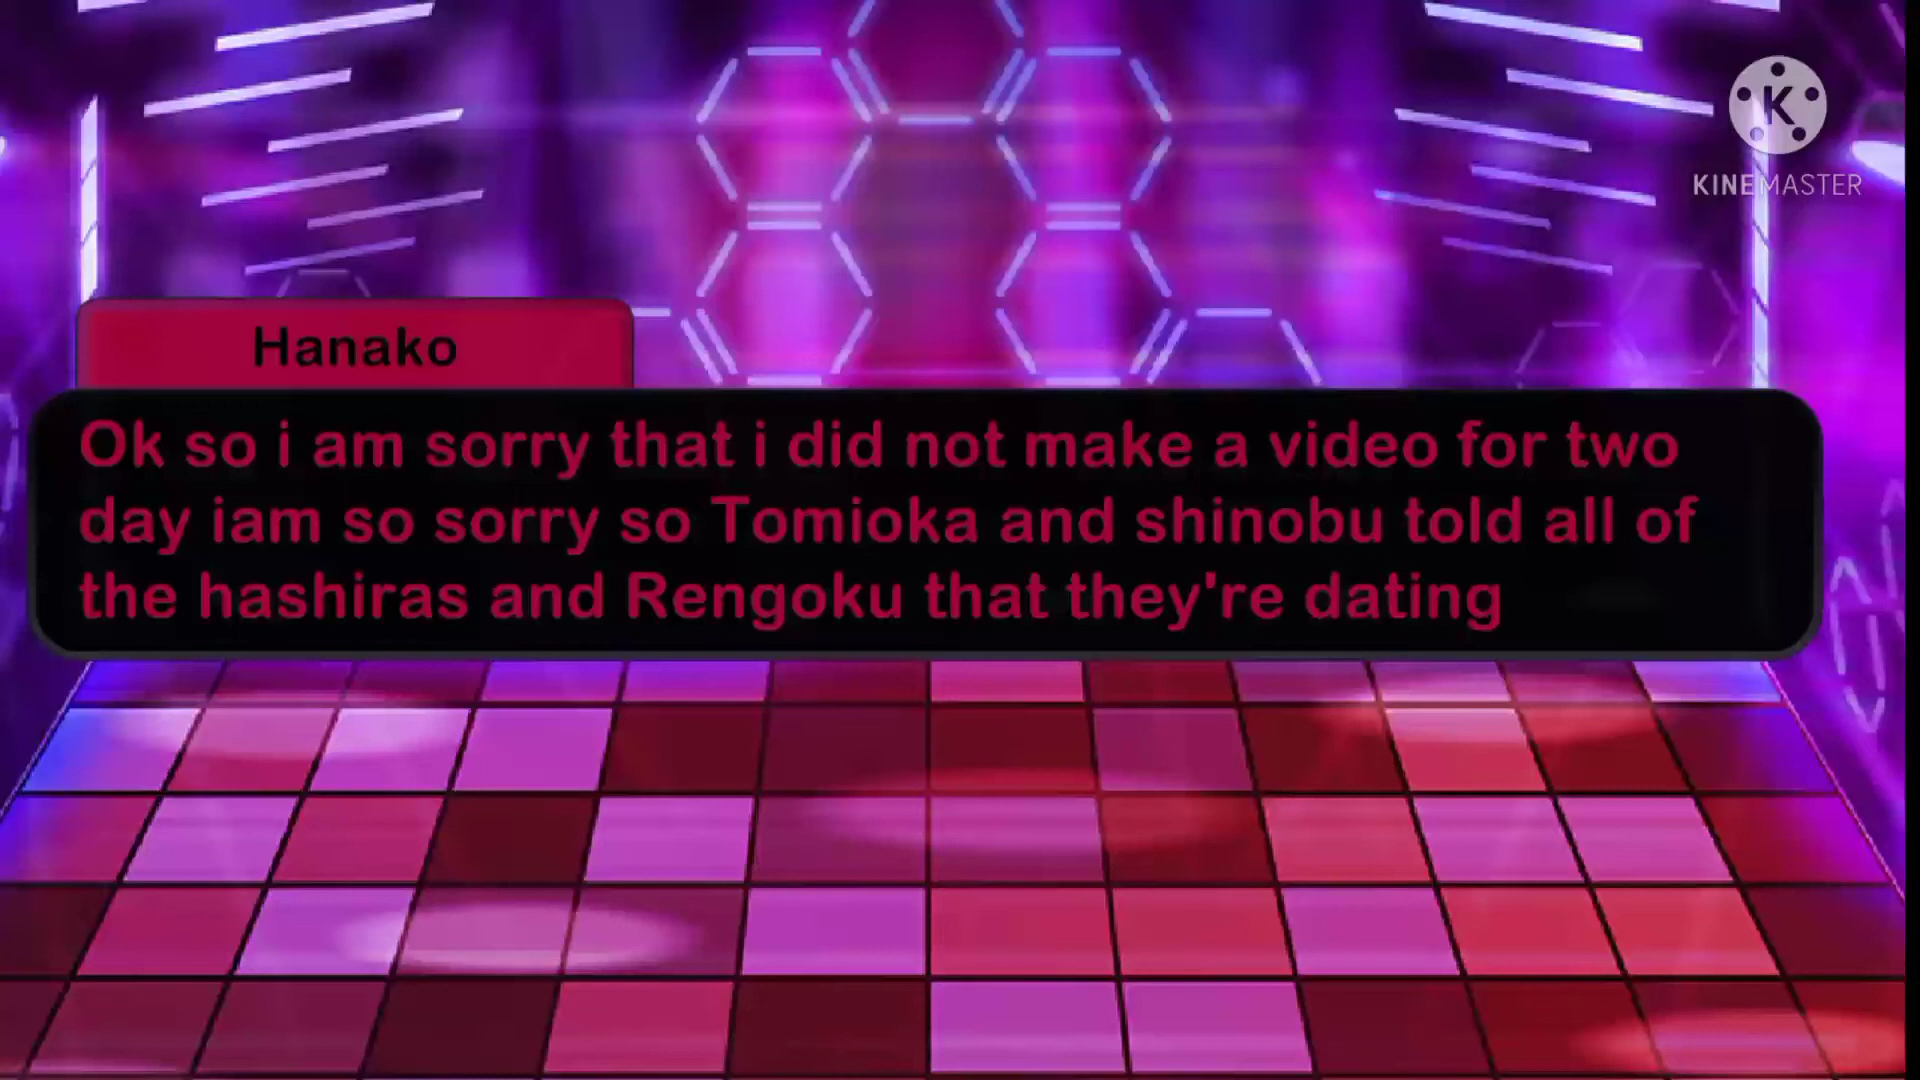 K
KINEMASTER
Hanako
Ok so i am sorry that i did not make a video for two
day iam so sorry so Tomioka and shinobu told all of
the hashiras and Rengoku that they're dating